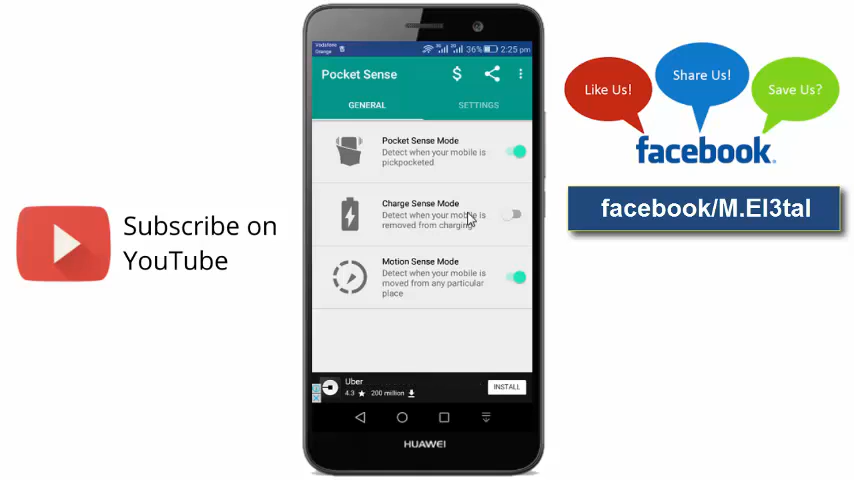 Vodafone
Orange
36%
2:25 pm
Pocket Sense
$
GENERAL
SETTINGS
Pocket Sense Mode
Detect when your mobile is
pickpocketed
Charge Sense Mode
Detect when your mobile is
removed from charging
Motion Sense Mode
Detect when your mobile is
moved from any particular
place
Uber
4.3 ★ 200 million
INSTALL
HUAWEI
Subscribe on
YouTube
Like Us!
Share Us!
Save Us?
facebook.
facebook/M.El3tal